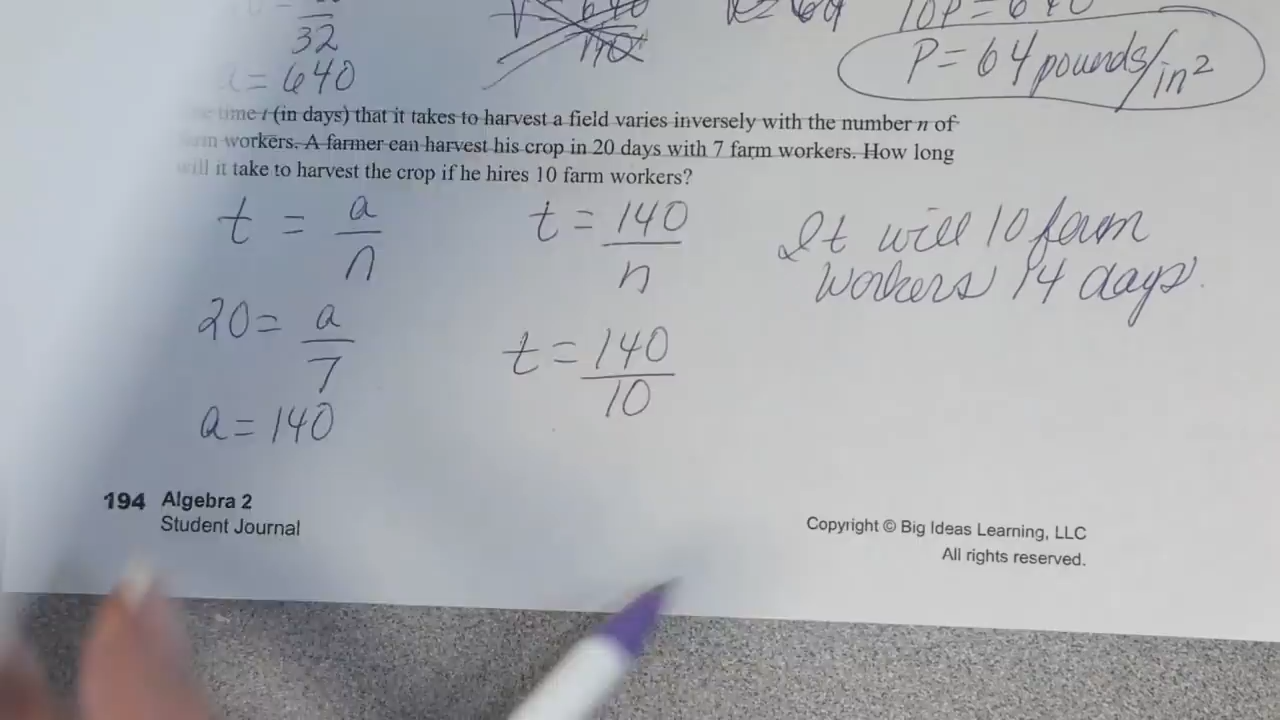 32
= 640
10P = 640
P = 64 pounds/in²
time t (in days) that it takes to harvest a field varies inversely with the number n of
workers. A farmer can harvest his crop in 20 days with 7 farm workers. How long
will it take to harvest the crop if he hires 10 farm workers?
t = a/n
20 = a/7
a = 140
t = 140/n
t = 140/10
It will 10 farm
workers 14 days.
194 Algebra 2
Student Journal
Copyright © Big Ideas Learning, LLC
All rights reserved.